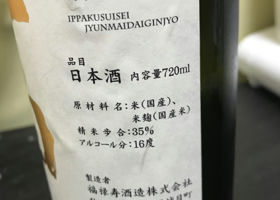 IPPAKUSUISEI
JYUNMAIDAIGINJYO
品目
日本酒 内容量720ml
原材料名：米（国産）、
米麹（国産米）
精米歩合：35%
アルコール分：16度
製造者
福禄寿酒造株式会社